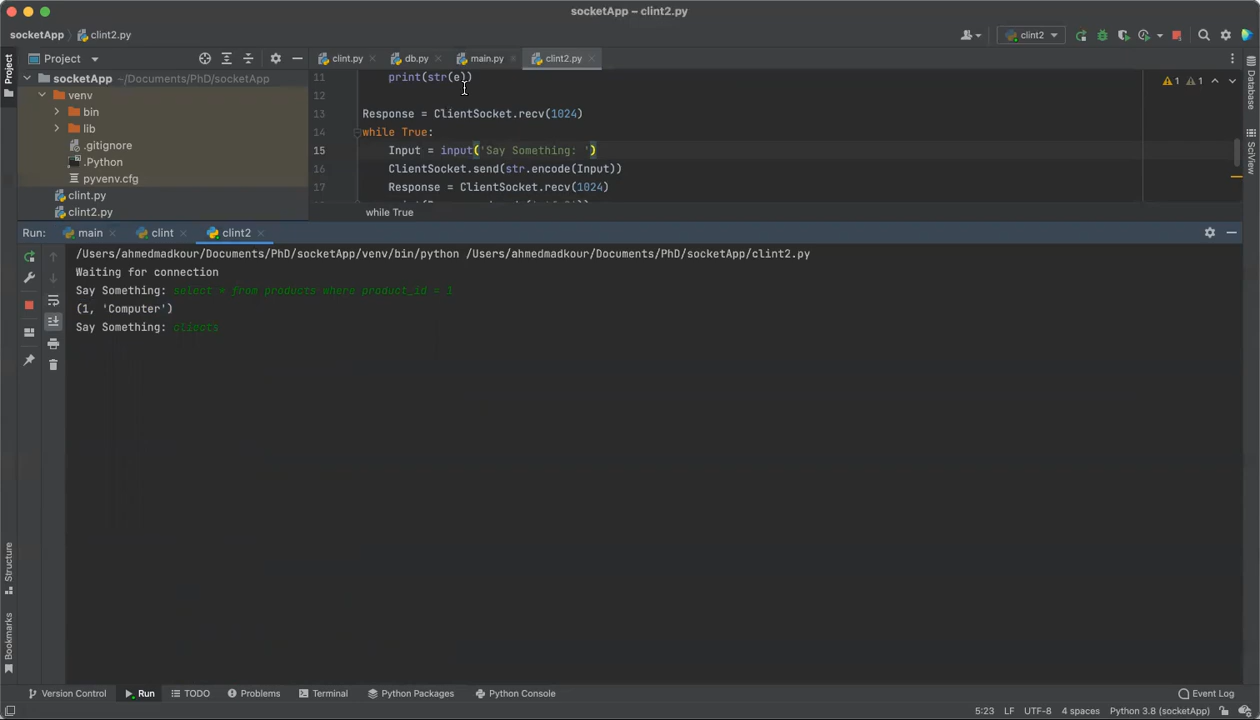 socketApp – clint2.py
socketApp
clint2.py
clint2
Project
clint.py
db.py
main.py
clint2.py
Project
socketApp ~/Documents/PhD/socketApp
venv
bin
lib
.gitignore
.Python
pyvenv.cfg
clint.py
clint2.py
11 print(str(e))
12
13 Response = ClientSocket.recv(1024)
14 while True:
15 Input = input('Say Something: ')
16 ClientSocket.send(str.encode(Input))
17 Response = ClientSocket.recv(1024)
while True
1
1
Database
SciView
Run:
main
clint
clint2
/Users/ahmedmadkour/Documents/PhD/socketApp/venv/bin/python /Users/ahmedmadkour/Documents/PhD/socketApp/clint2.py
Waiting for connection
Say Something: select * from products where product_id = 1
(1, 'Computer')
Say Something: clients
Structure
Bookmarks
Version Control
Run
TODO
Problems
Terminal
Python Packages
Python Console
Event Log
5:23 LF UTF-8 4 spaces Python 3.8 (socketApp)